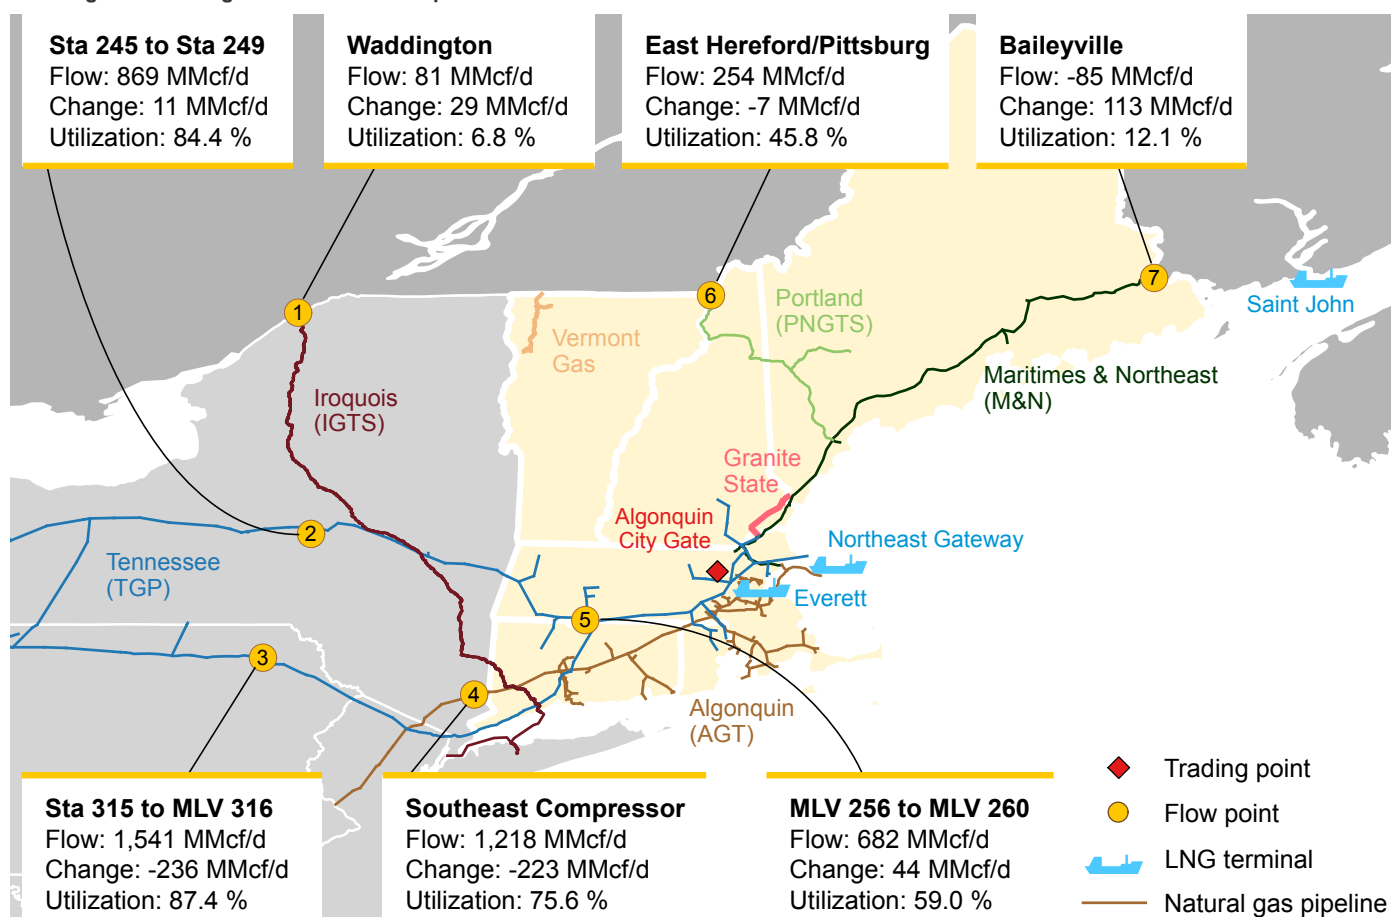 Sta 245 to Sta 249
Flow: 869 MMcf/d
Change: 11 MMcf/d
Utilization: 84.4 %
Waddington
Flow: 81 MMcf/d
Change: 29 MMcf/d
Utilization: 6.8 %
East Hereford/Pittsburg
Flow: 254 MMcf/d
Change: -7 MMcf/d
Utilization: 45.8 %
Baileyville
Flow: -85 MMcf/d
Change: 113 MMcf/d
Utilization: 12.1 %
1
6
7
Saint John
Portland
(PNGTS)
Vermont
Gas
Maritimes & Northeast
(M&N)
Iroquois
(IGTS)
Granite
State
Algonquin
City Gate
2
Northeast Gateway
Tennessee
(TGP)
Everett
5
3
4
Algonquin
(AGT)
Sta 315 to MLV 316
Flow: 1,541 MMcf/d
Change: -236 MMcf/d
Utilization: 87.4 %
Southeast Compressor
Flow: 1,218 MMcf/d
Change: -223 MMcf/d
Utilization: 75.6 %
MLV 256 to MLV 260
Flow: 682 MMcf/d
Change: 44 MMcf/d
Utilization: 59.0 %
Trading point
Flow point
LNG terminal
Natural gas pipeline